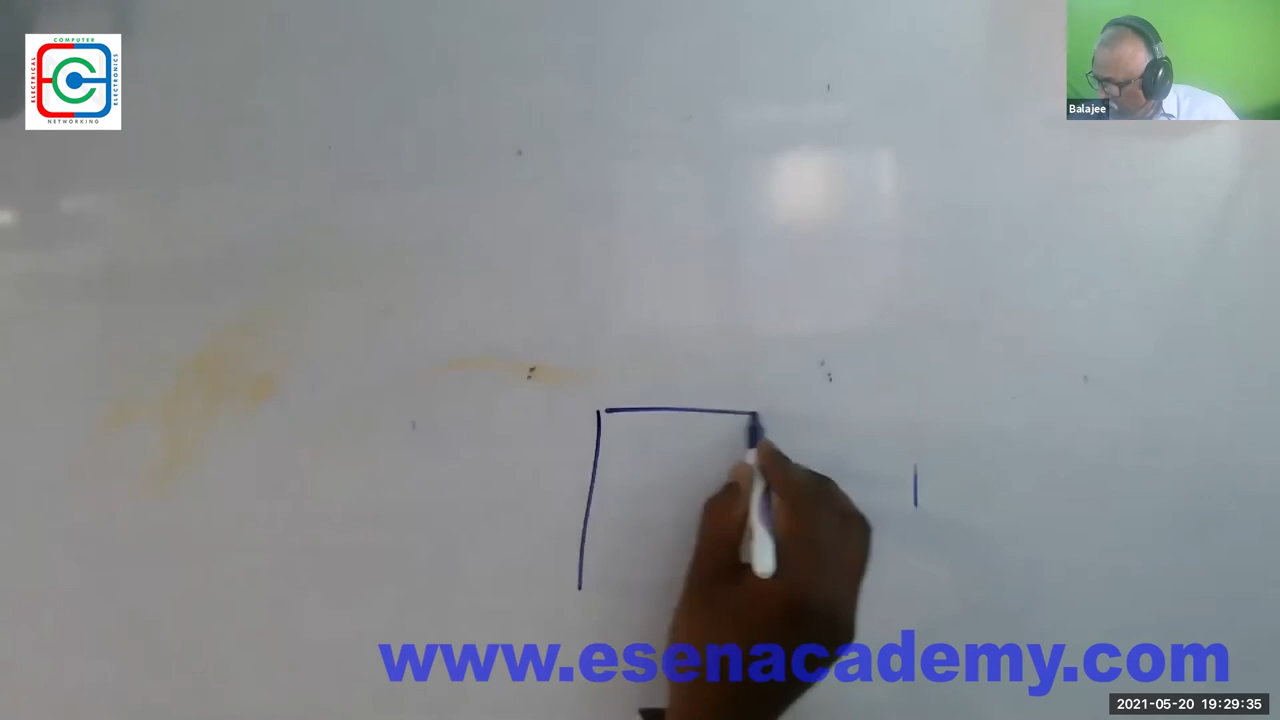 COMPUTER
ELECTRICAL
ELECTRONICS
NETWORKING
Balajee
www.esenacademy.com
2021-05-20 19:29:35